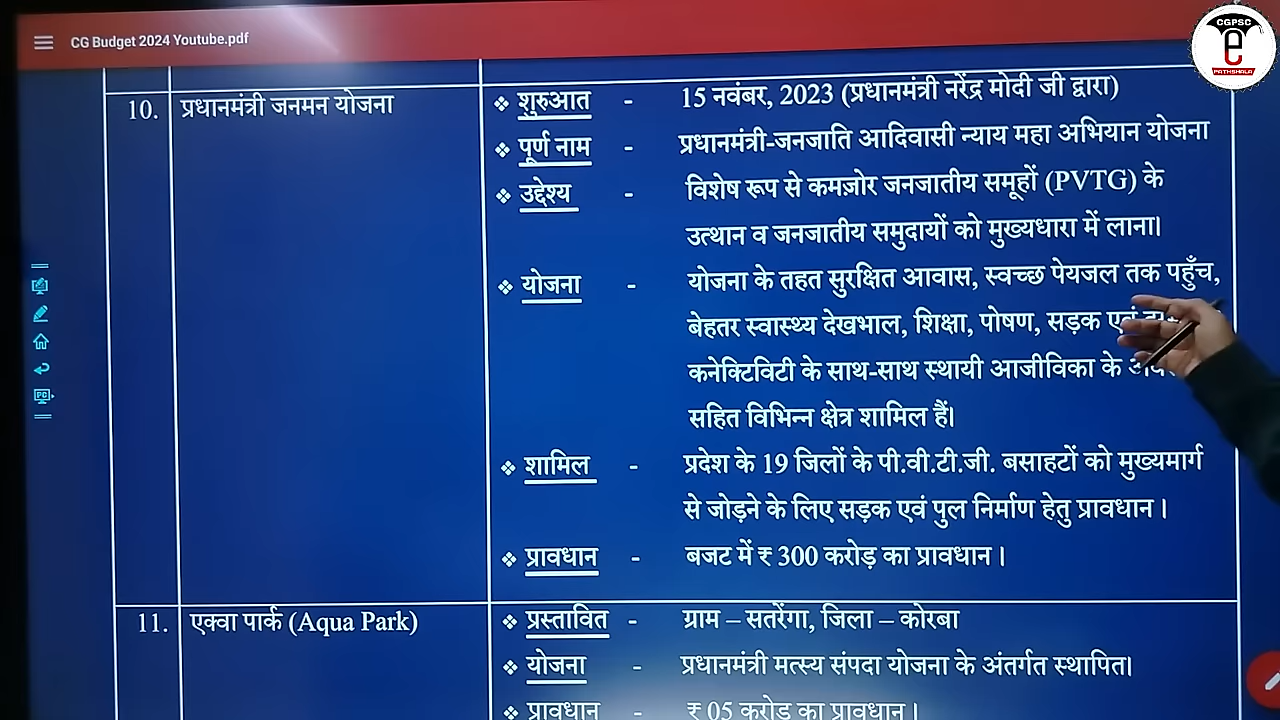 CG Budget 2024 Youtube.pdf
CGPSC
e
PATHSHALA
10. प्रधानमंत्री जनमन योजना
❖ शुरुआत - 15 नवंबर, 2023 (प्रधानमंत्री नरेंद्र मोदी जी द्वारा)
❖ पूर्ण नाम - प्रधानमंत्री-जनजाति आदिवासी न्याय महा अभियान योजना
❖ उद्देश्य - विशेष रूप से कमज़ोर जनजातीय समूहों (PVTG) के
उत्थान व जनजातीय समुदायों को मुख्यधारा में लाना।
❖ योजना - योजना के तहत सुरक्षित आवास, स्वच्छ पेयजल तक पहुँच,
बेहतर स्वास्थ्य देखभाल, शिक्षा, पोषण, सड़क एवं
कनेक्टिविटी के साथ-साथ स्थायी आजीविका के
सहित विभिन्न क्षेत्र शामिल हैं।
❖ शामिल - प्रदेश के 19 जिलों के पी.वी.टी.जी. बसाहटों को मुख्यमार्ग
से जोड़ने के लिए सड़क एवं पुल निर्माण हेतु प्रावधान।
❖ प्रावधान - बजट में ₹ 300 करोड़ का प्रावधान।
11. एक्वा पार्क (Aqua Park)
❖ प्रस्तावित - ग्राम – सतरेंगा, जिला – कोरबा
❖ योजना - प्रधानमंत्री मत्स्य संपदा योजना के अंतर्गत स्थापित।
❖ प्रावधान - ₹ 05 करोड़ का प्रावधान।